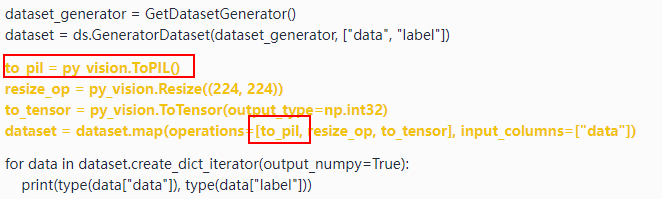 dataset_generator = GetDatasetGenerator()
dataset = ds.GeneratorDataset(dataset_generator, ["data", "label"])
to_pil = py_vision.ToPIL()
resize_op = py_vision.Resize((224, 224))
to_tensor = py_vision.ToTensor(output_type=np.int32)
dataset = dataset.map(operations=[to_pil, resize_op, to_tensor], input_columns=["data"])
for data in dataset.create_dict_iterator(output_numpy=True):
print(type(data["data"]), type(data["label"]))